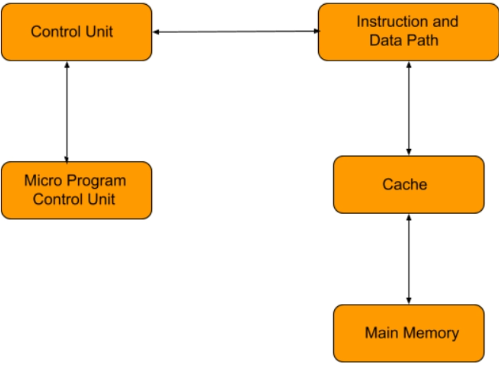 Control Unit
Instruction and
Data Path
Micro Program
Control Unit
Cache
Main Memory